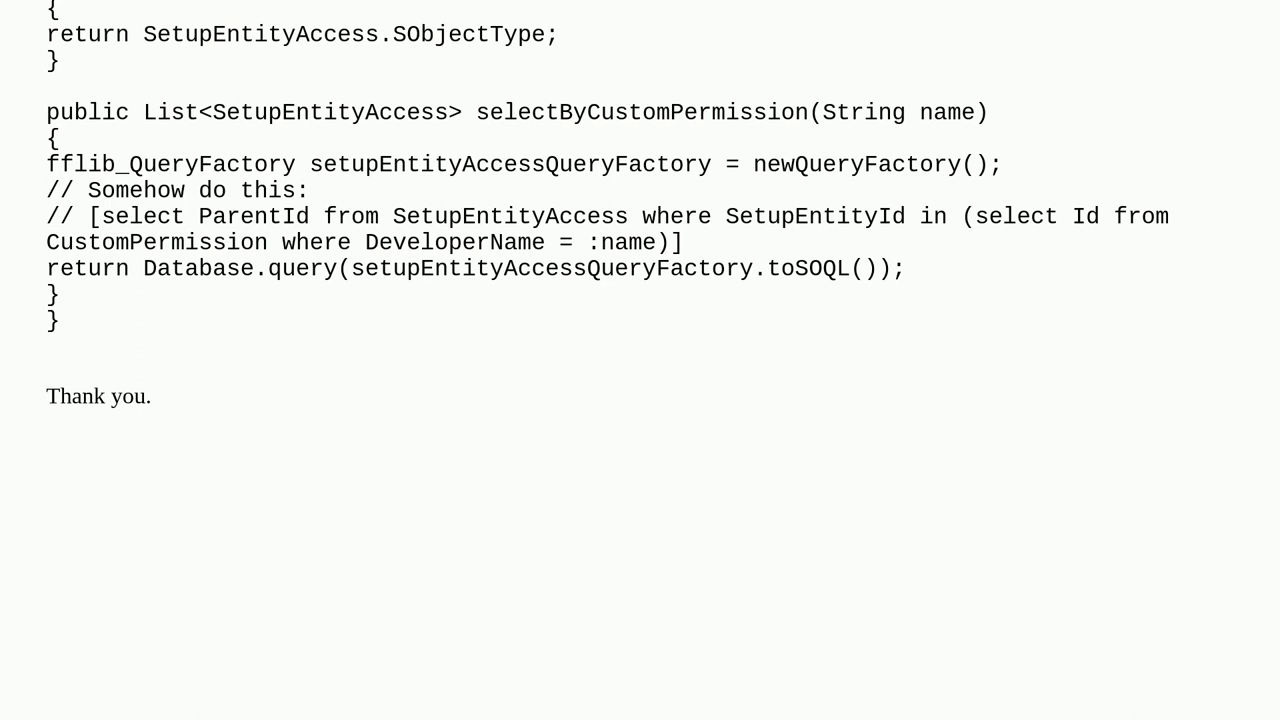 {
return SetupEntityAccess.SObjectType;
}
public List<SetupEntityAccess> selectByCustomPermission(String name)
{
fflib_QueryFactory setupEntityAccessQueryFactory = newQueryFactory();
// Somehow do this:
// [select ParentId from SetupEntityAccess where SetupEntityId in (select Id from
CustomPermission where DeveloperName = :name)]
return Database.query(setupEntityAccessQueryFactory.toSOQL());
}
}
Thank you.